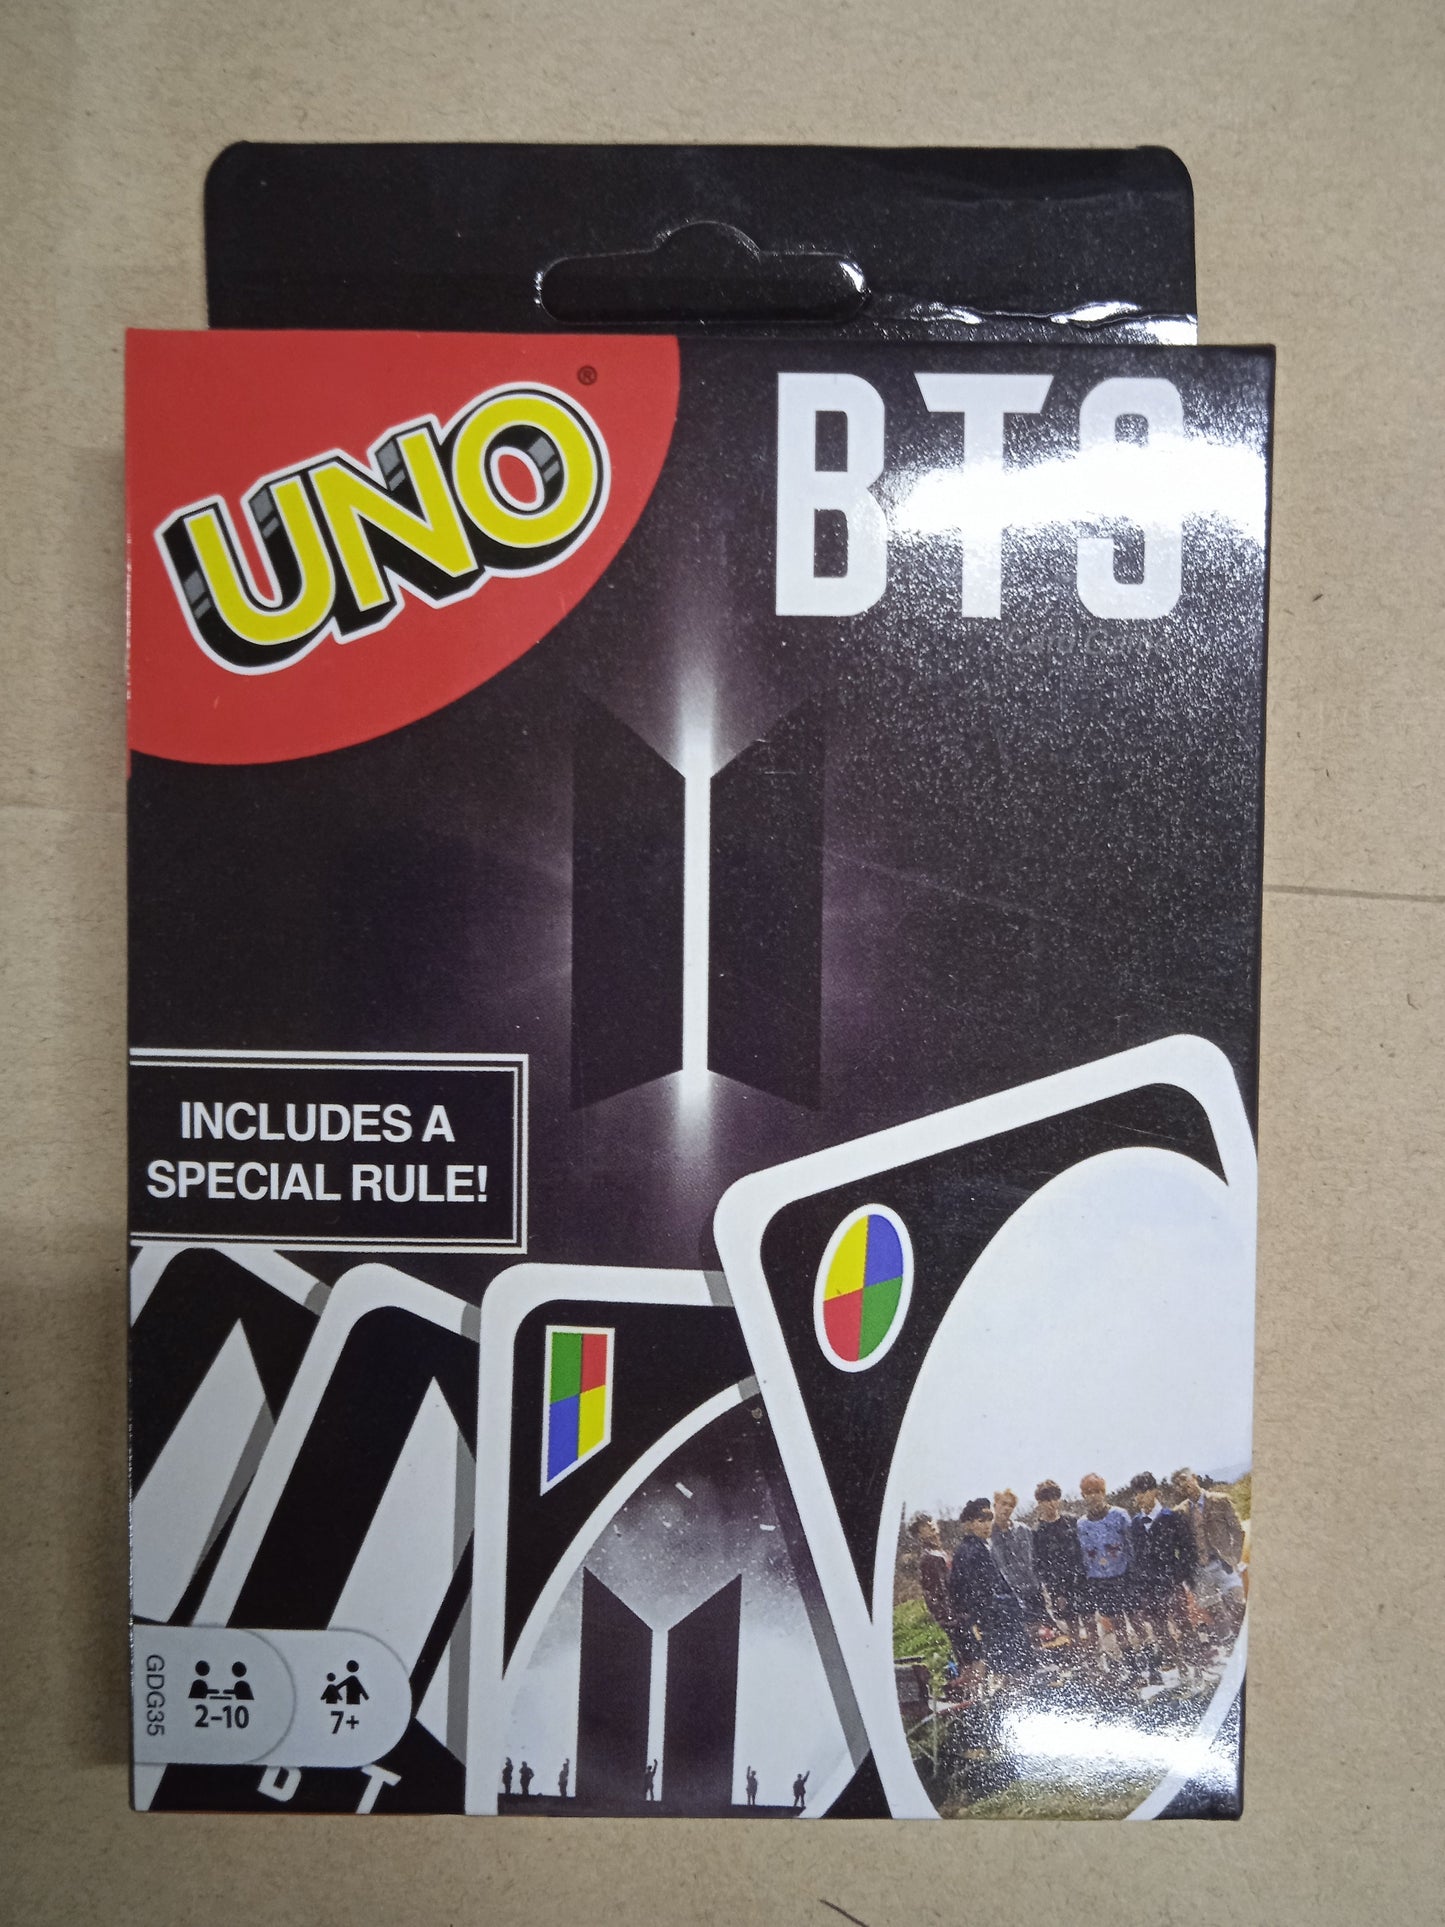 UNO®
BTS
Card Game
INCLUDES A
SPECIAL RULE!
GDG35
2-10
7+
B T